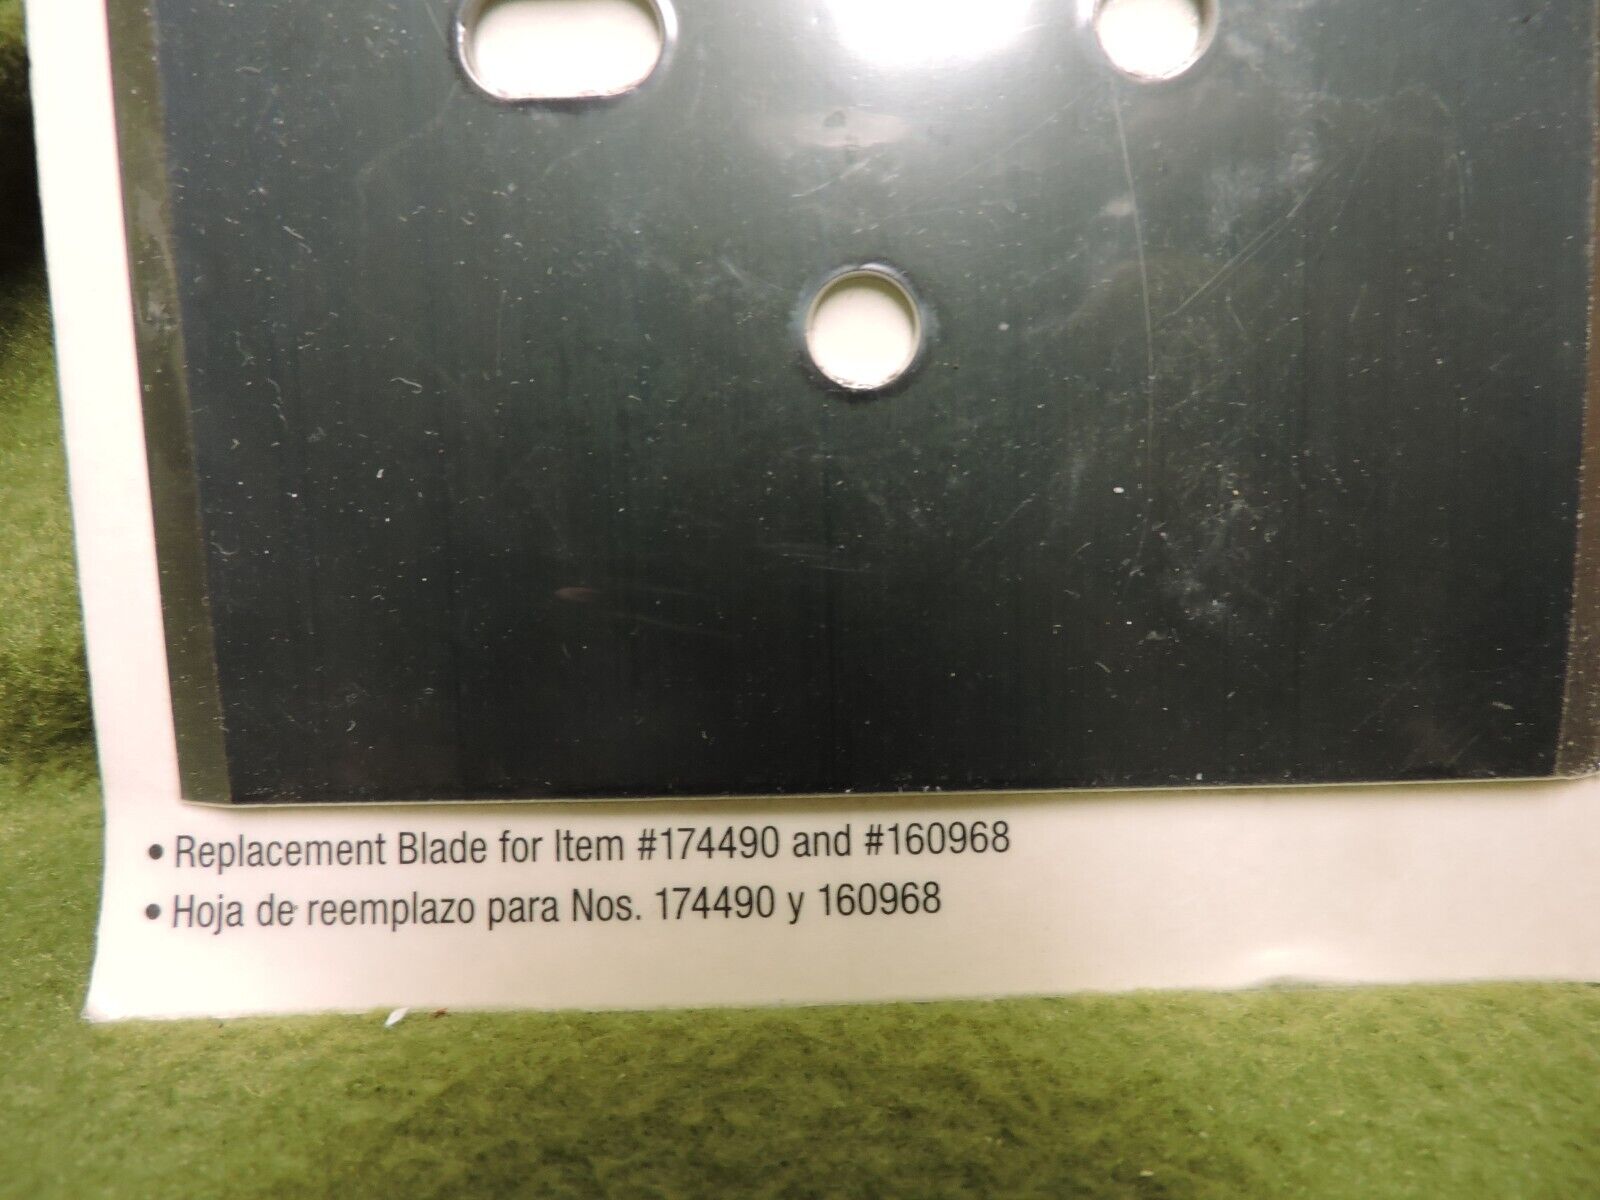 • Replacement Blade for Item #174490 and #160968
• Hoja de reemplazo para Nos. 174490 y 160968